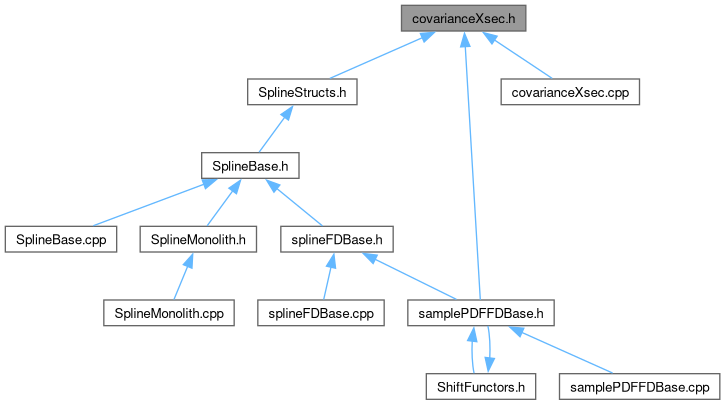 covarianceXsec.h
SplineStructs.h
covarianceXsec.cpp
SplineBase.h
SplineBase.cpp
SplineMonolith.h
splineFDBase.h
SplineMonolith.cpp
splineFDBase.cpp
samplePDFFDBase.h
ShiftFunctors.h
samplePDFFDBase.cpp